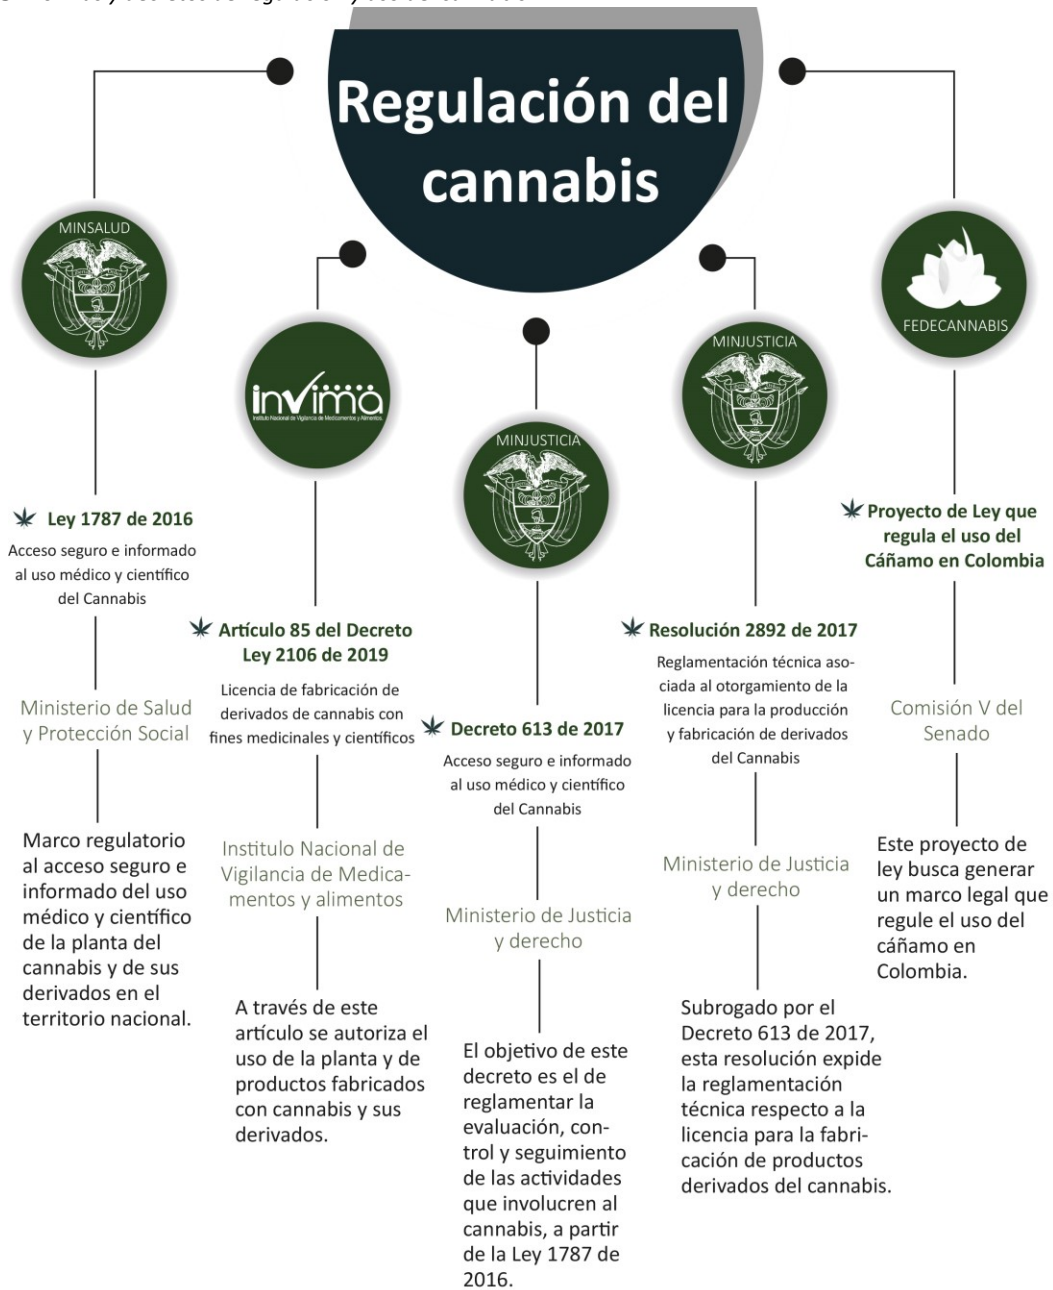 Regulación del
cannabis
MINSALUD
Ley 1787 de 2016
Acceso seguro e informado
al uso médico y científico
del Cannabis
Ministerio de Salud
y Protección Social
Marco regulatorio
al acceso seguro e
informado del uso
médico y científico
de la planta del
cannabis y de sus
derivados en el
territorio nacional.
invima
Instituto Nacional de Vigilancia de Medicamentos y Alimentos.
Artículo 85 del Decreto
Ley 2106 de 2019
Licencia de fabricación de
derivados de cannabis con
fines medicinales y científicos
Institulo Nacional de
Vigilancia de Medica-
mentos y alimentos
A través de este
artículo se autoriza el
uso de la planta y de
productos fabricados
con cannabis y sus
derivados.
MINJUSTICIA
Decreto 613 de 2017
Acceso seguro e informado
al uso médico y científico
del Cannabis
Ministerio de Justicia
y derecho
El objetivo de este
decreto es el de
reglamentar la
evaluación, con-
trol y seguimiento
de las actividades
que involucren al
cannabis, a partir
de la Ley 1787 de
2016.
MINJUSTICIA
Resolución 2892 de 2017
Reglamentación técnica aso-
ciada al otorgamiento de la
licencia para la producción
y fabricación de derivados
del Cannabis
Ministerio de Justicia
y derecho
Subrogado por el
Decreto 613 de 2017,
esta resolución expide
la reglamentación
técnica respecto a la
licencia para la fabri-
cación de productos
derivados del cannabis.
FEDECANNABIS
Proyecto de Ley que
regula el uso del
Cáñamo en Colombia
Comisión V del
Senado
Este proyecto de
ley busca generar
un marco legal que
regule el uso del
cáñamo en
Colombia.